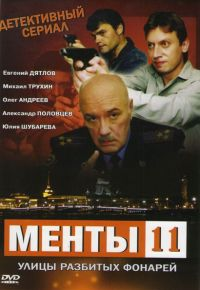 ДЕТЕКТИВНЫЙ СЕРИАЛ
Евгений ДЯТЛОВ
Михаил ТРУХИН
Олег АНДРЕЕВ
Александр ПОЛОВЦЕВ
Юлия ШУБАРЕВА
МЕНТЫ 11
УЛИЦЫ РАЗБИТЫХ ФОНАРЕЙ
DVD